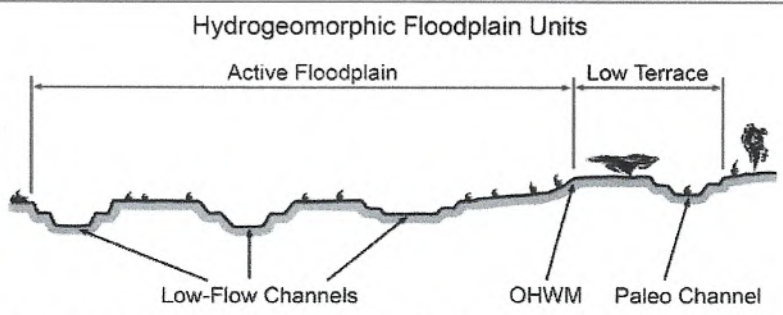 Hydrogeomorphic Floodplain Units
Active Floodplain
Low Terrace
Low-Flow Channels
OHWM
Paleo Channel